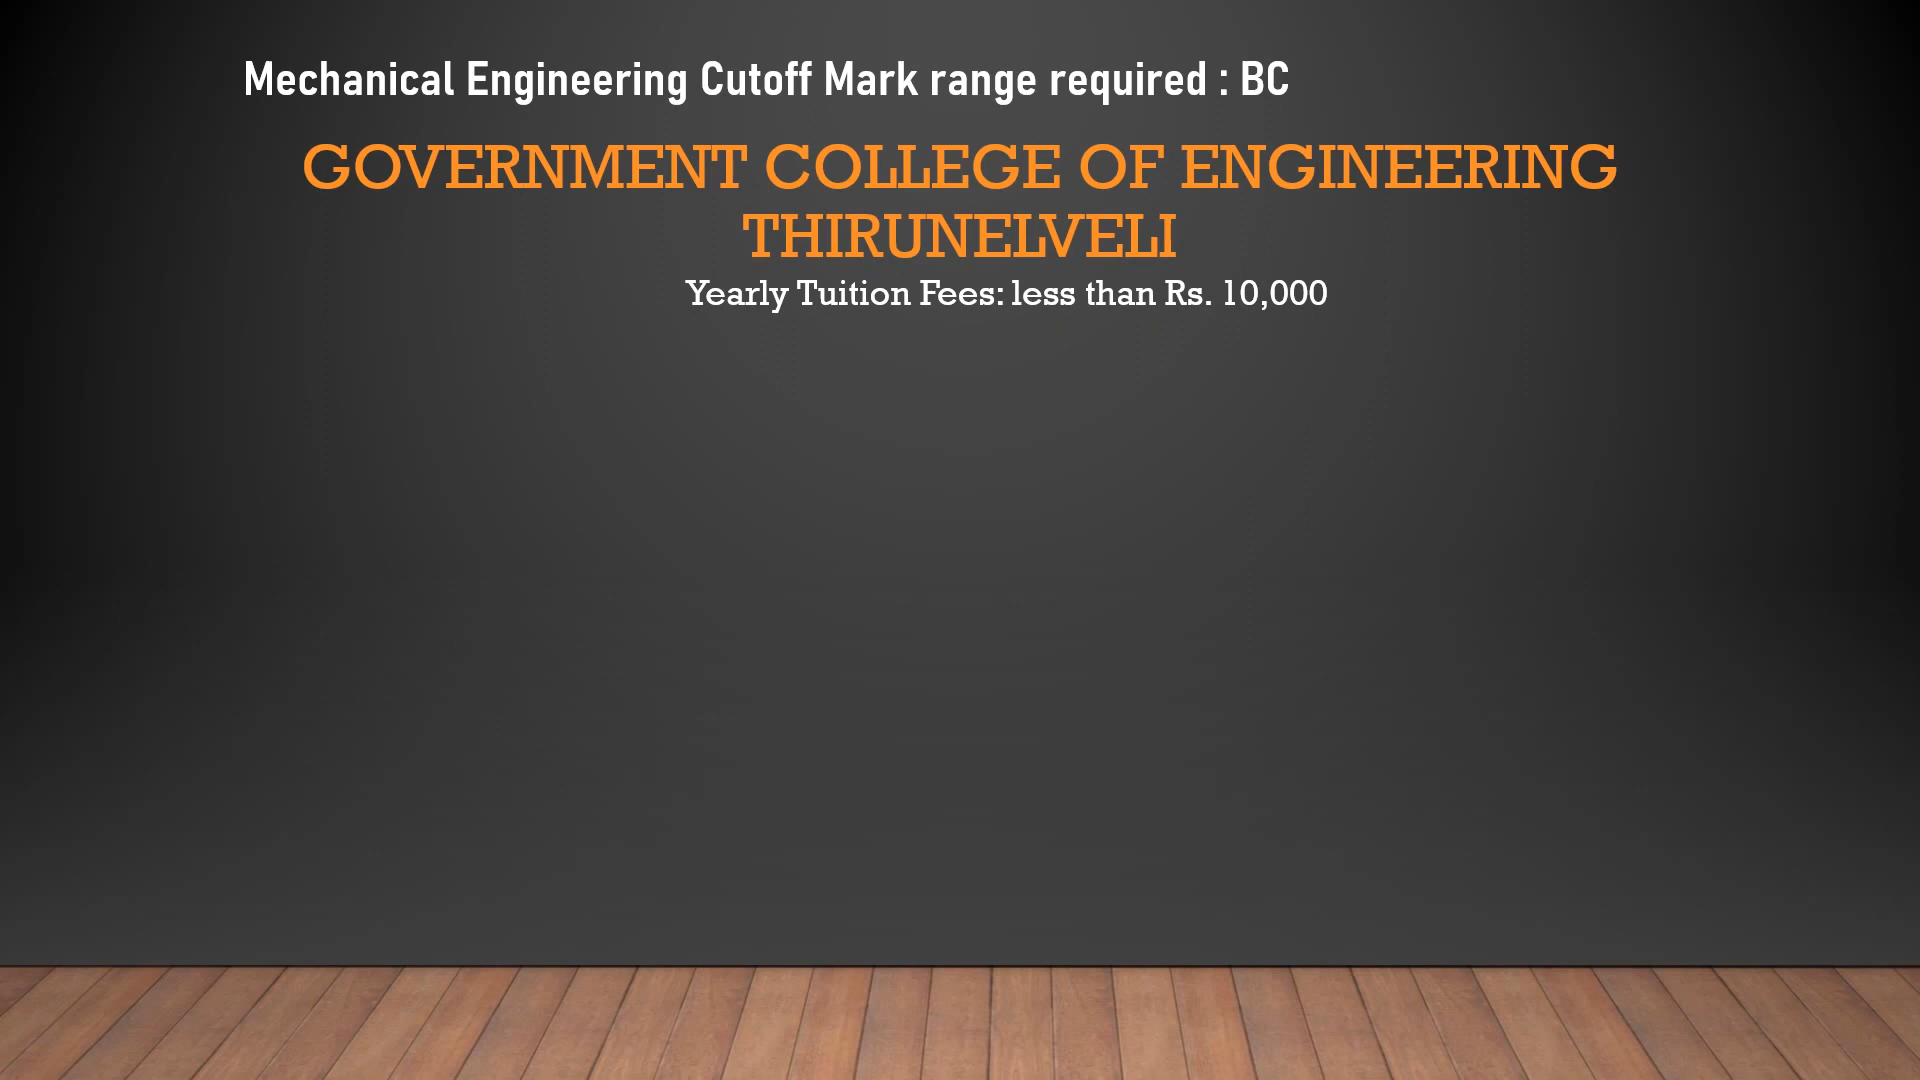 Mechanical Engineering Cutoff Mark range required : BC
GOVERNMENT COLLEGE OF ENGINEERING
THIRUNELVELI
Yearly Tuition Fees: less than Rs. 10,000